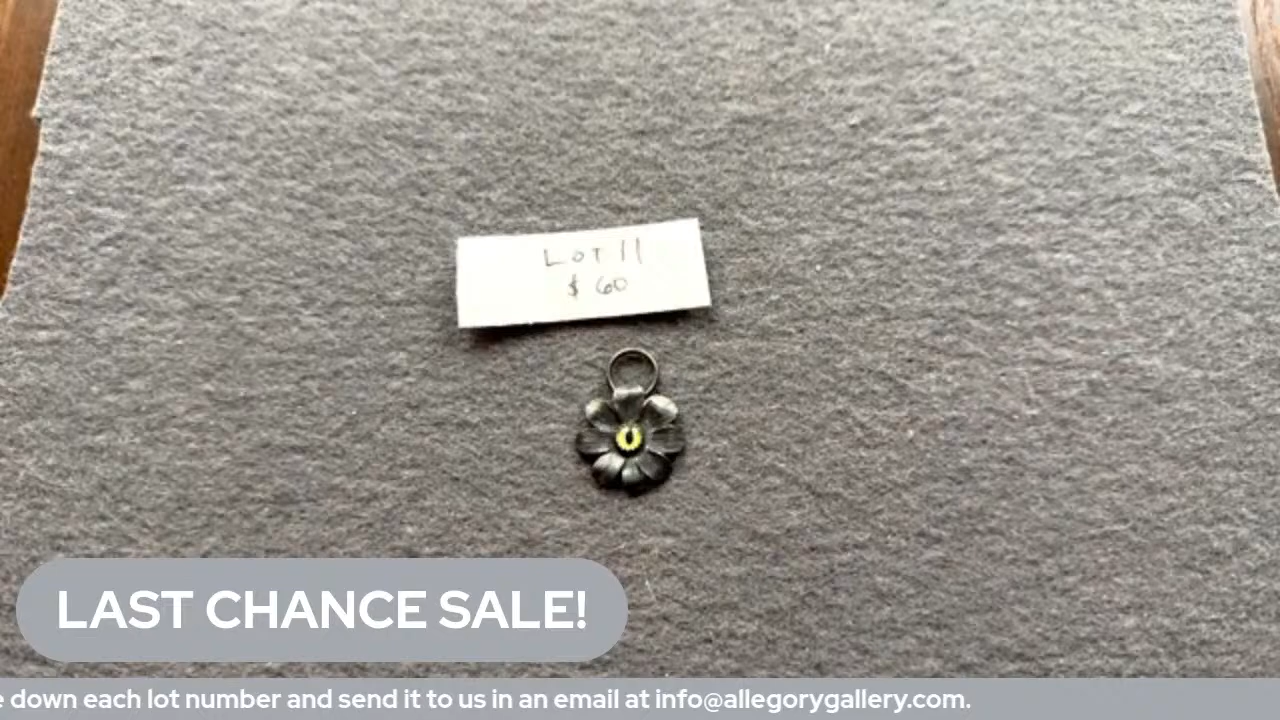 LOT 11
$ 60
LAST CHANCE SALE!
e down each lot number and send it to us in an email at info@allegorygallery.com.